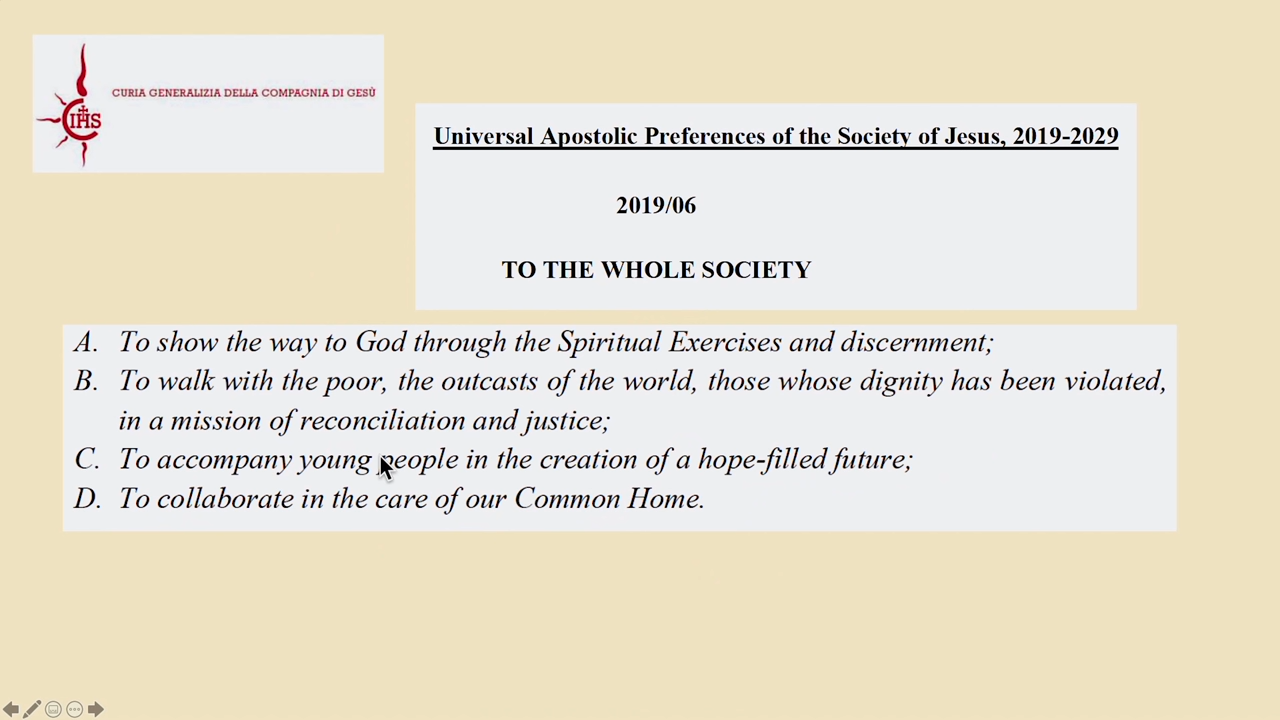 CURIA GENERALIZIA DELLA COMPAGNIA DI GESÙ
IHS
Universal Apostolic Preferences of the Society of Jesus, 2019-2029
2019/06
TO THE WHOLE SOCIETY
A. To show the way to God through the Spiritual Exercises and discernment;
B. To walk with the poor, the outcasts of the world, those whose dignity has been violated,
in a mission of reconciliation and justice;
C. To accompany young people in the creation of a hope-filled future;
D. To collaborate in the care of our Common Home.